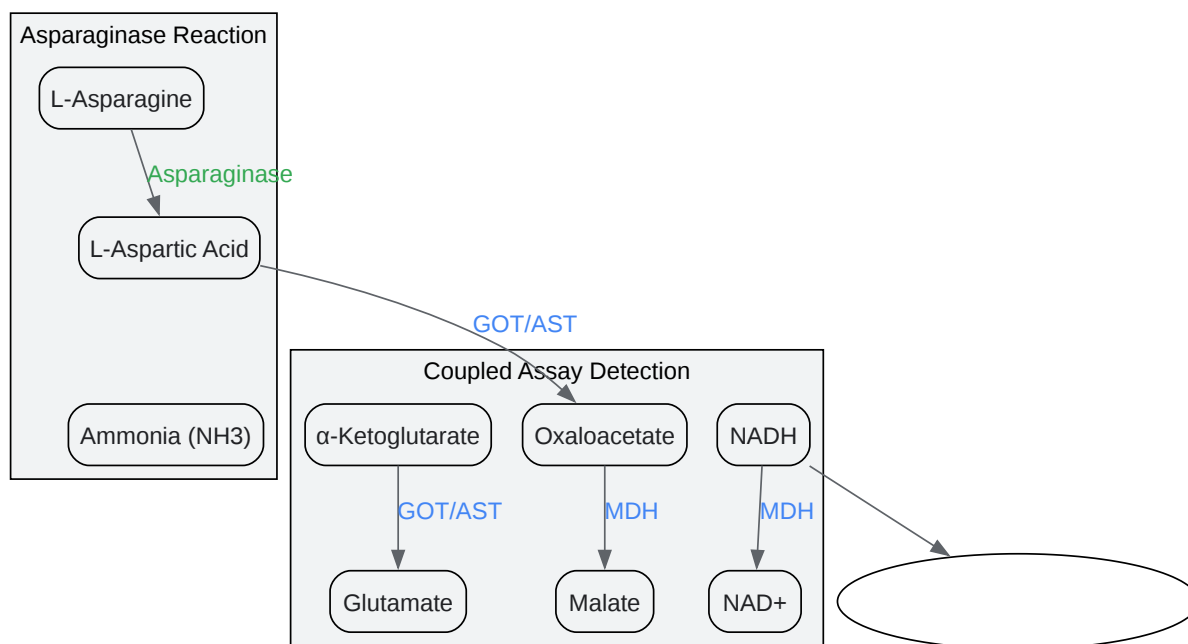 Asparaginase Reaction
L-Asparagine
Asparaginase
L-Aspartic Acid
GOT/AST
Coupled Assay Detection
Ammonia (NH3)
α-Ketoglutarate
Oxaloacetate
NADH
GOT/AST
MDH
MDH
Glutamate
Malate
NAD+